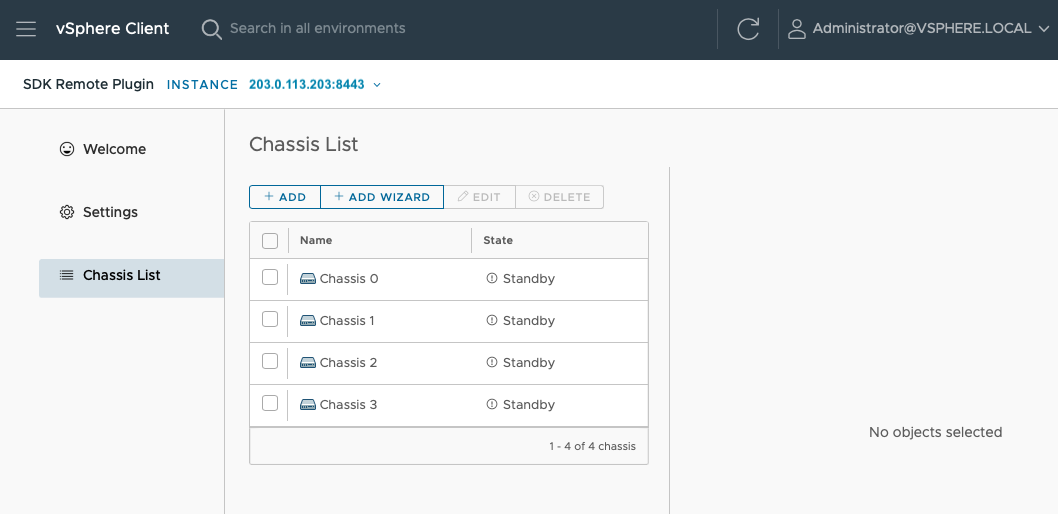 vSphere Client Search in all environments Administrator@VSPHERE.LOCAL
SDK Remote Plugin INSTANCE 203.0.113.203:8443
Welcome
Settings
Chassis List
Chassis List
+ ADD + ADD WIZARD EDIT DELETE
Name State
Chassis 0 Standby
Chassis 1 Standby
Chassis 2 Standby
Chassis 3 Standby
1 - 4 of 4 chassis
No objects selected